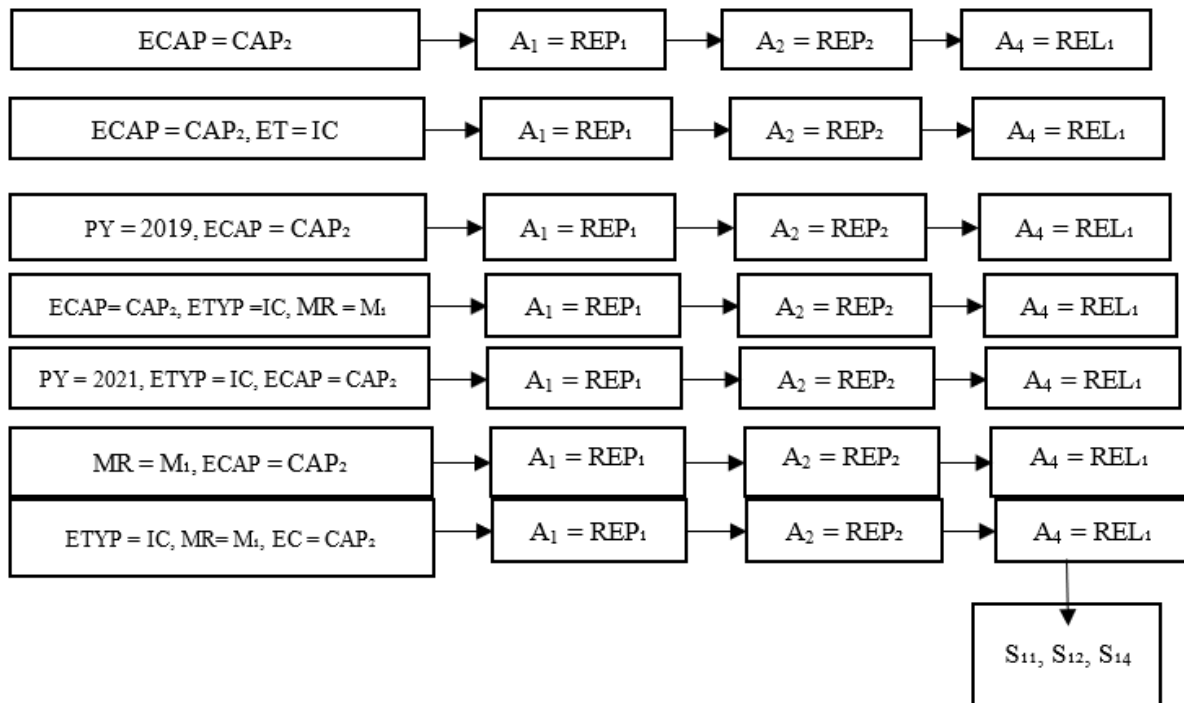 ECAP = CAP₂ A₁ = REP₁ A₂ = REP₂ A₄ = REL₁
ECAP = CAP₂, ET = IC A₁ = REP₁ A₂ = REP₂ A₄ = REL₁
PY = 2019, ECAP = CAP₂ A₁ = REP₁ A₂ = REP₂ A₄ = REL₁
ECAP= CAP₂, ETYP =IC, MR = M₁ A₁ = REP₁ A₂ = REP₂ A₄ = REL₁
PY = 2021, ETYP = IC, ECAP = CAP₂ A₁ = REP₁ A₂ = REP₂ A₄ = REL₁
MR = M₁, ECAP = CAP₂ A₁ = REP₁ A₂ = REP₂ A₄ = REL₁
ETYP = IC, MR= M₁, EC = CAP₂ A₁ = REP₁ A₂ = REP₂ A₄ = REL₁
S₁₁, S₁₂, S₁₄